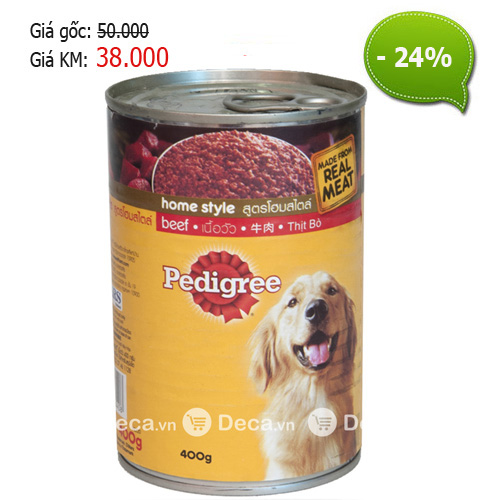 Giá gốc: 50.000
Giá KM: 38.000
- 24%
MADE FROM
REAL
MEAT
home style สูตรโฮมสไตล์
beef • เนื้อวัว • 牛肉 • Thịt Bò
Pedigree
Deca.vn Deca.vn
400g